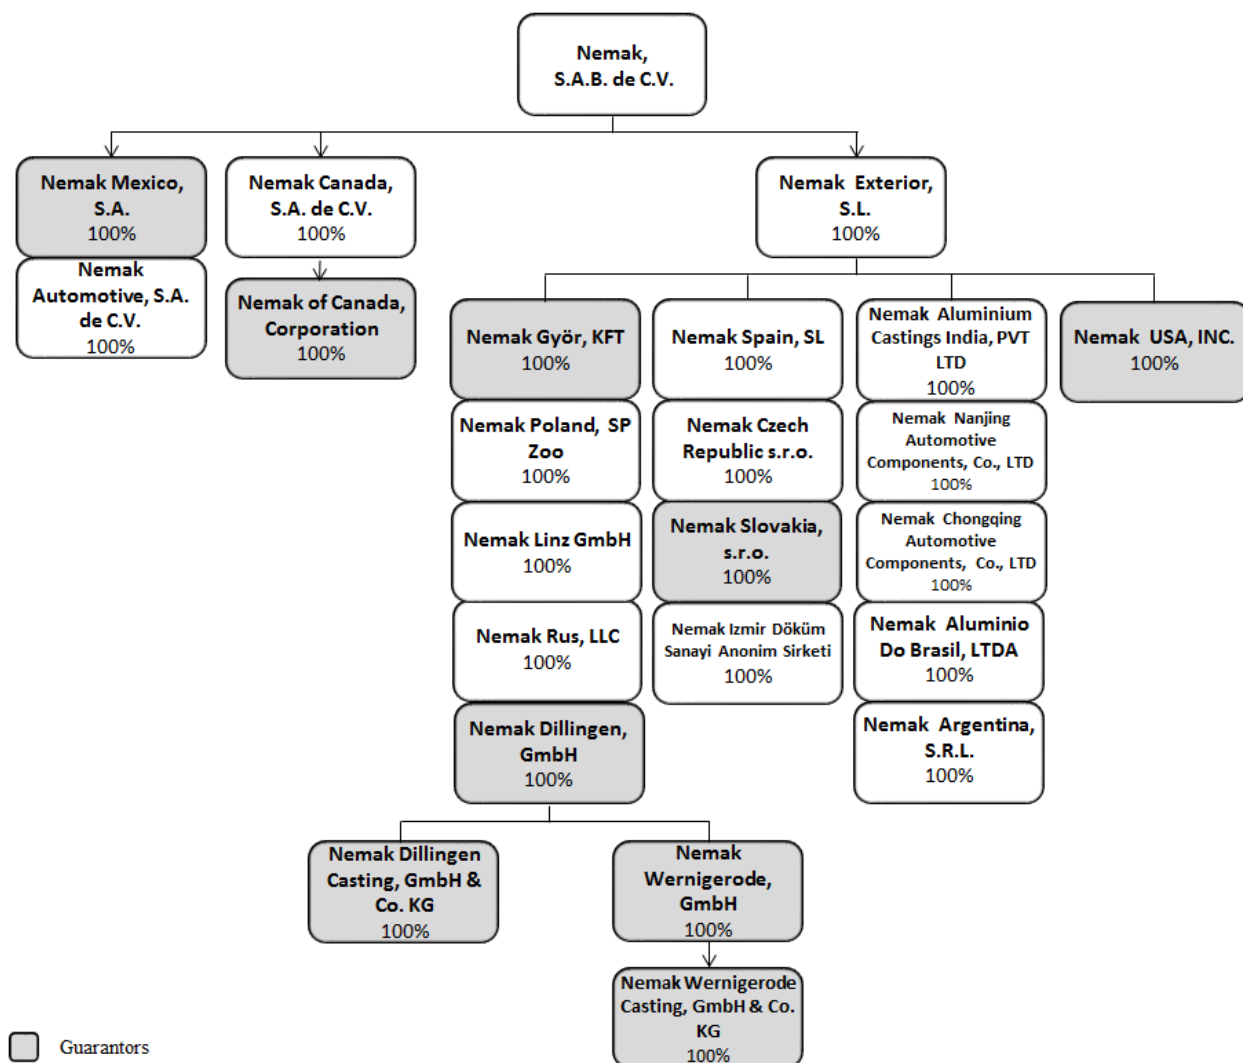 Nemak,
S.A.B. de C.V.
Nemak Mexico,
S.A.
100%
Nemak
Automotive, S.A.
de C.V.
100%
Nemak Canada,
S.A. de C.V.
100%
Nemak of Canada,
Corporation
100%
Nemak Exterior,
S.L.
100%
Nemak Györ, KFT
100%
Nemak Poland, SP
Zoo
100%
Nemak Linz GmbH
100%
Nemak Rus, LLC
100%
Nemak Dillingen,
GmbH
100%
Nemak Spain, SL
100%
Nemak Czech
Republic s.r.o.
100%
Nemak Slovakia,
s.r.o.
100%
Nemak Izmir Döküm
Sanayi Anonim Sirketi
100%
Nemak Aluminium
Castings India, PVT
LTD
100%
Nemak Nanjing
Automotive
Components, Co., LTD
100%
Nemak Chongqing
Automotive
Components, Co., LTD
100%
Nemak Aluminio
Do Brasil, LTDA
100%
Nemak Argentina,
S.R.L.
100%
Nemak USA, INC.
100%
Nemak Dillingen
Casting, GmbH &
Co. KG
100%
Nemak
Wernigerode,
GmbH
100%
Nemak Wernigerode
Casting, GmbH & Co.
KG
100%
Guarantors